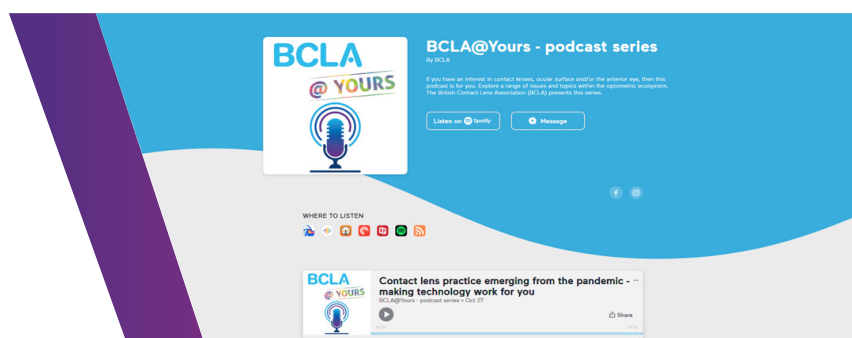 BCLA
@ YOURS
BCLA@Yours - podcast series
By BCLA
If you have an interest in contact lenses, ocular surface and/or the anterior eye, then this
podcast is for you. Explore a range of issues and topics within the optometric ecosystem.
The British Contact Lens Association (BCLA) presents this series.
Listen on Spotify
Message
WHERE TO LISTEN
BCLA
@ YOURS
Contact lens practice emerging from the pandemic -
making technology work for you
BCLA@Yours - podcast series • Oct 27
Share